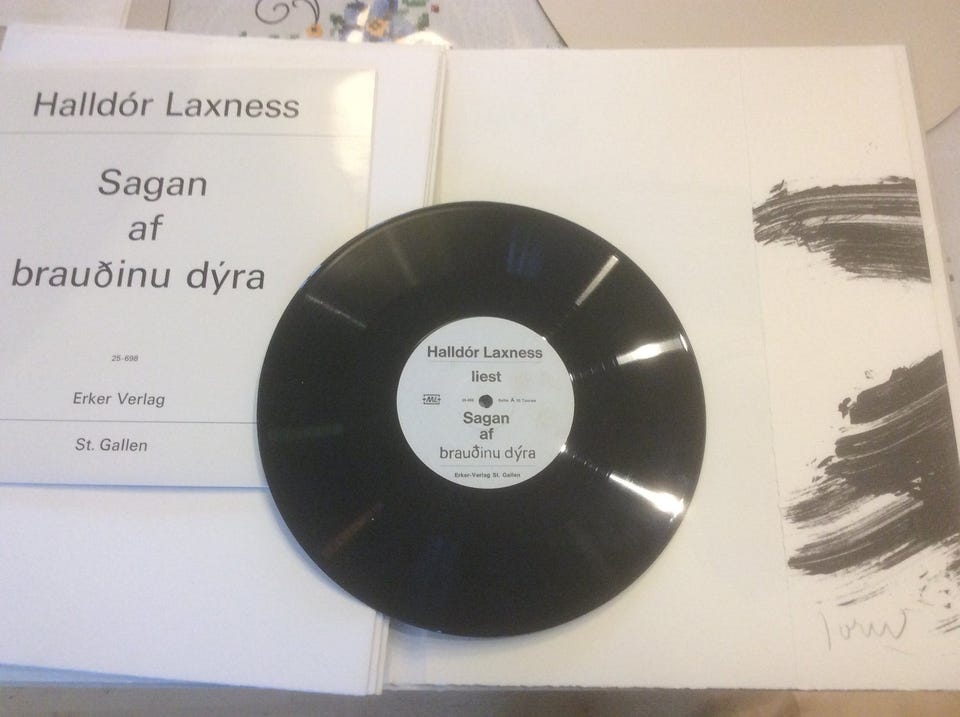 Halldór Laxness
Sagan
af
brauðinu dýra
25-698
Erker Verlag
St. Gallen
Halldór Laxness
liest
Seite A
Sagan
af
brauðinu dýra
Erker-Verlag St. Gallen